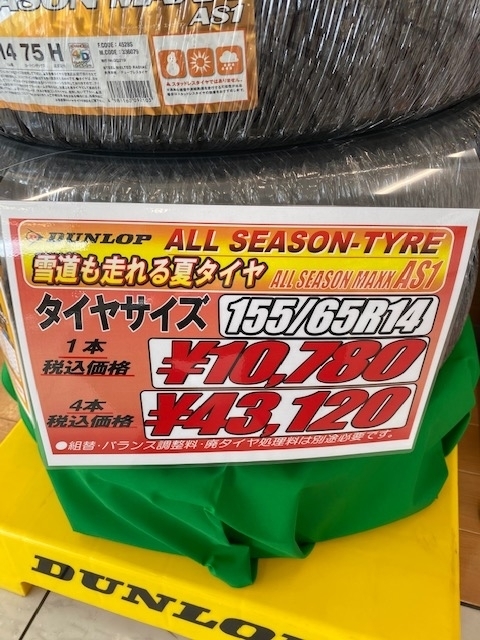 ASON MAXX
AS1
14 75 H
DUNLOP ALL SEASON-TYRE
雪道も走れる夏タイヤ ALL SEASON MAXX AS1
タイヤサイズ 155/65R14
1本
税込価格 ¥10,780
4本
税込価格 ¥43,120
●組替・バランス調整料・廃タイヤ処理料は別途必要です。
DUNLOP